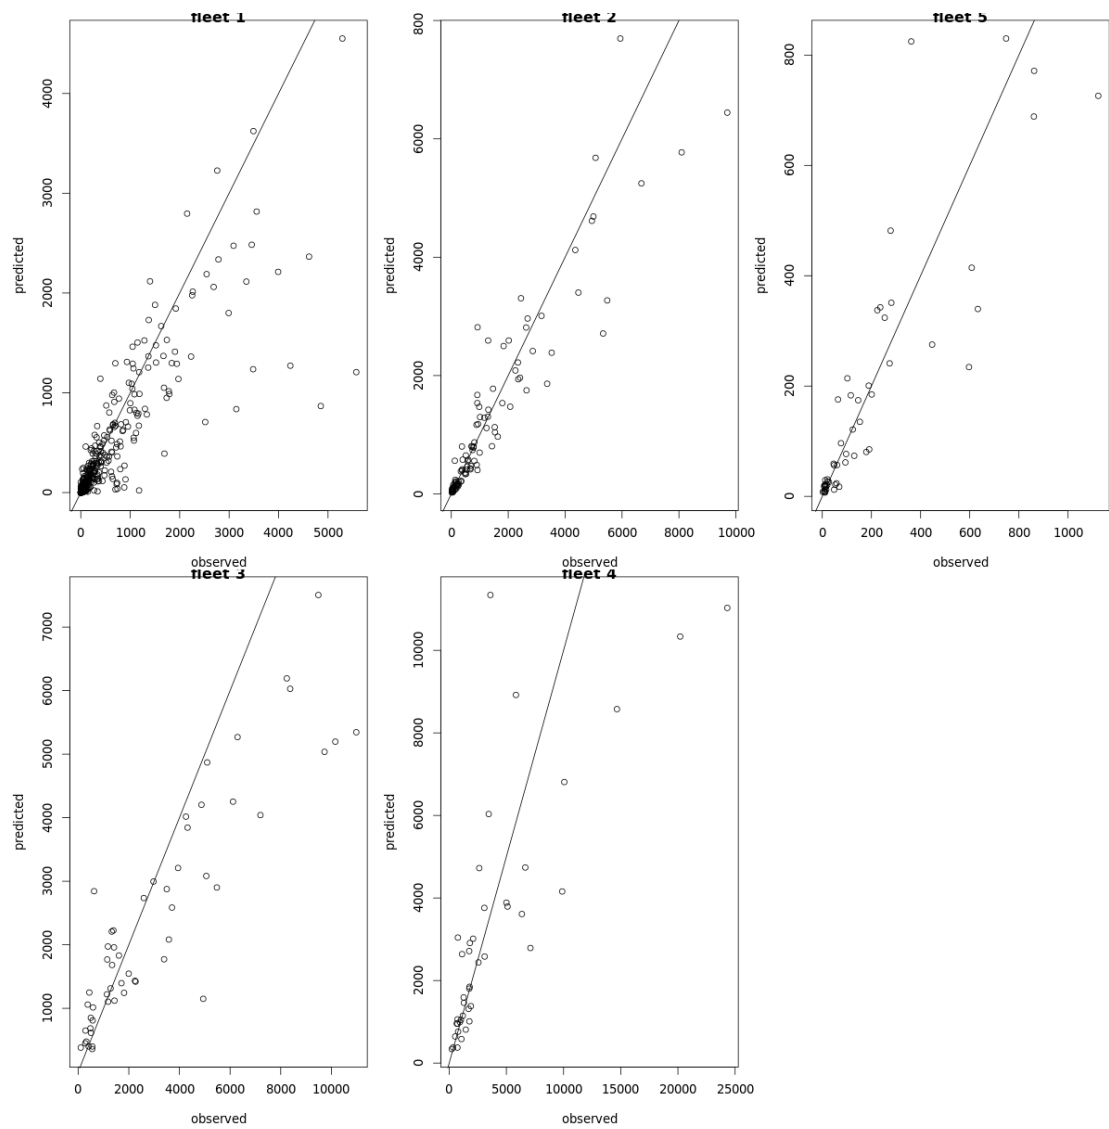 fleet 1
predicted
4000
3000
2000
1000
0
0 1000 2000 3000 4000 5000
observed
fleet 2
predicted
800
6000
4000
2000
0
0 2000 4000 6000 8000 10000
observed
fleet 5
predicted
800
600
400
200
0
0 200 400 600 800 1000
observed
fleet 3
predicted
7000
6000
5000
4000
3000
2000
1000
0 2000 4000 6000 8000 10000
observed
fleet 4
predicted
10000
8000
6000
4000
2000
0
0 5000 10000 15000 20000 25000
observed